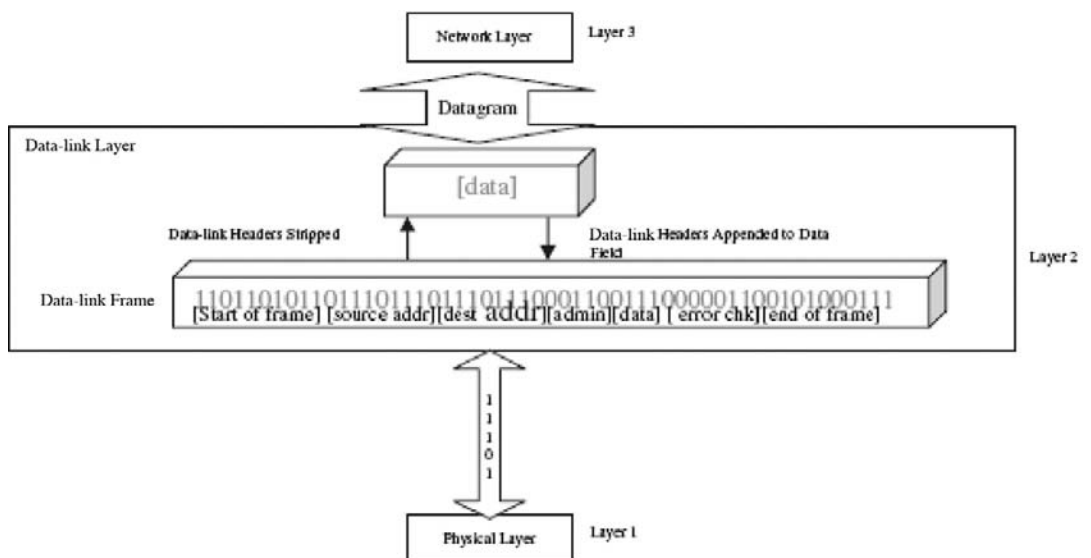 Network Layer
Layer 3
Datagram
Data-link Layer
[data]
Data-link Headers Stripped
Data-link Headers Appended to Data
Field
Layer 2
Data-link Frame
[Start of frame] [source addr][dest addr][admin][data] [ error chk][end of frame]
1
1
1
0
1
Physical Layer
Layer 1